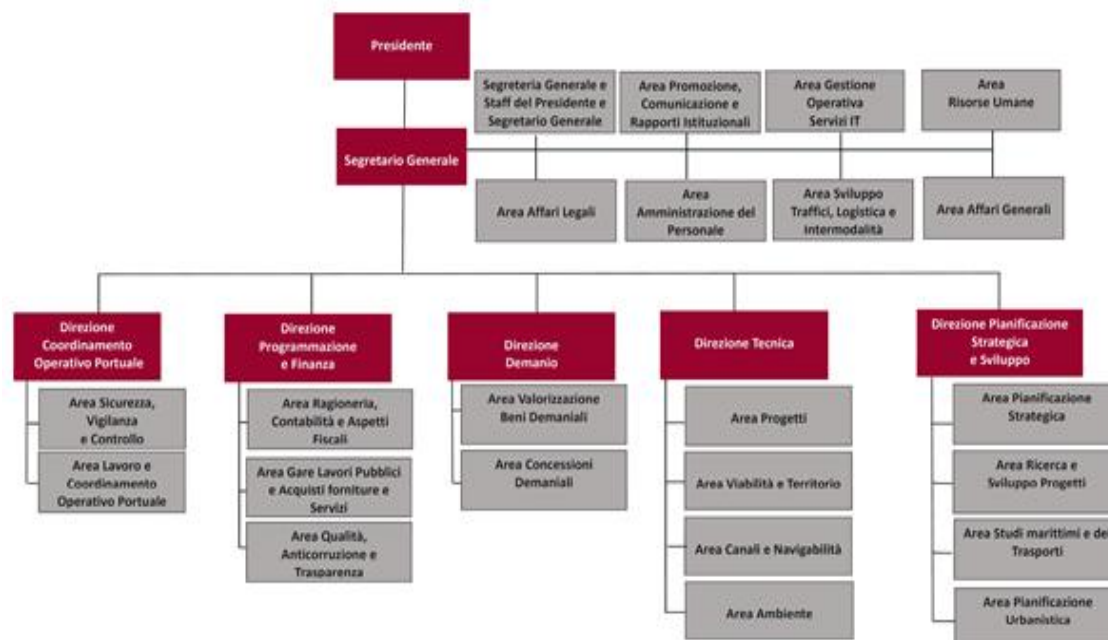 Presidente
Segreteria Generale e
Staff del Presidente e
Segretario Generale
Area Promozione,
Comunicazione e
Rapporti Istituzionali
Area Gestione
Operativa
Servizi IT
Area
Risorse Umane
Segretario Generale
Area Affari Legali
Area
Amministrazione del
Personale
Area Sviluppo
Traffici, Logistica e
Intermodalità
Area Affari Generali
Direzione
Coordinamento
Operativo Portuale
Direzione
Programmazione
e Finanza
Direzione
Demanio
Direzione Tecnica
Direzione Pianificazione
Strategica
e Sviluppo
Area Sicurezza,
Vigilanza
e Controllo
Area Lavoro e
Coordinamento
Operativo Portuale
Area Ragioneria,
Contabilità e Aspetti
Fiscali
Area Gare Lavori Pubblici
e Acquisti forniture e
Servizi
Area Qualità,
Anticorruzione e
Trasparenza
Area Valorizzazione
Beni Demaniali
Area Concessioni
Demaniali
Area Progetti
Area Viabilità e Territorio
Area Canali e Navigabilità
Area Ambiente
Area Pianificazione
Strategica
Area Ricerca e
Sviluppo Progetti
Area Studi marittimi e dei
Trasporti
Area Pianificazione
Urbanistica